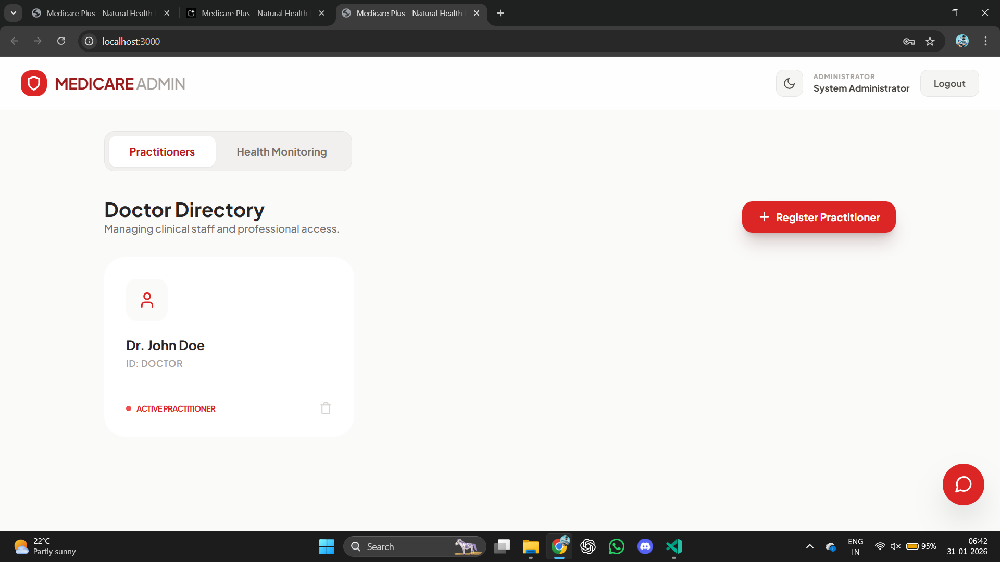 Medicare Plus - Natural Health
Medicare Plus - Natural Health
Medicare Plus - Natural Health
localhost:3000
MEDICARE ADMIN
ADMINISTRATOR
System Administrator
Logout
Practitioners
Health Monitoring
Doctor Directory
Managing clinical staff and professional access.
+ Register Practitioner
Dr. John Doe
ID: DOCTOR
ACTIVE PRACTITIONER
22°C
Partly sunny
Search
ENG
IN
95%
06:42
31-01-2026